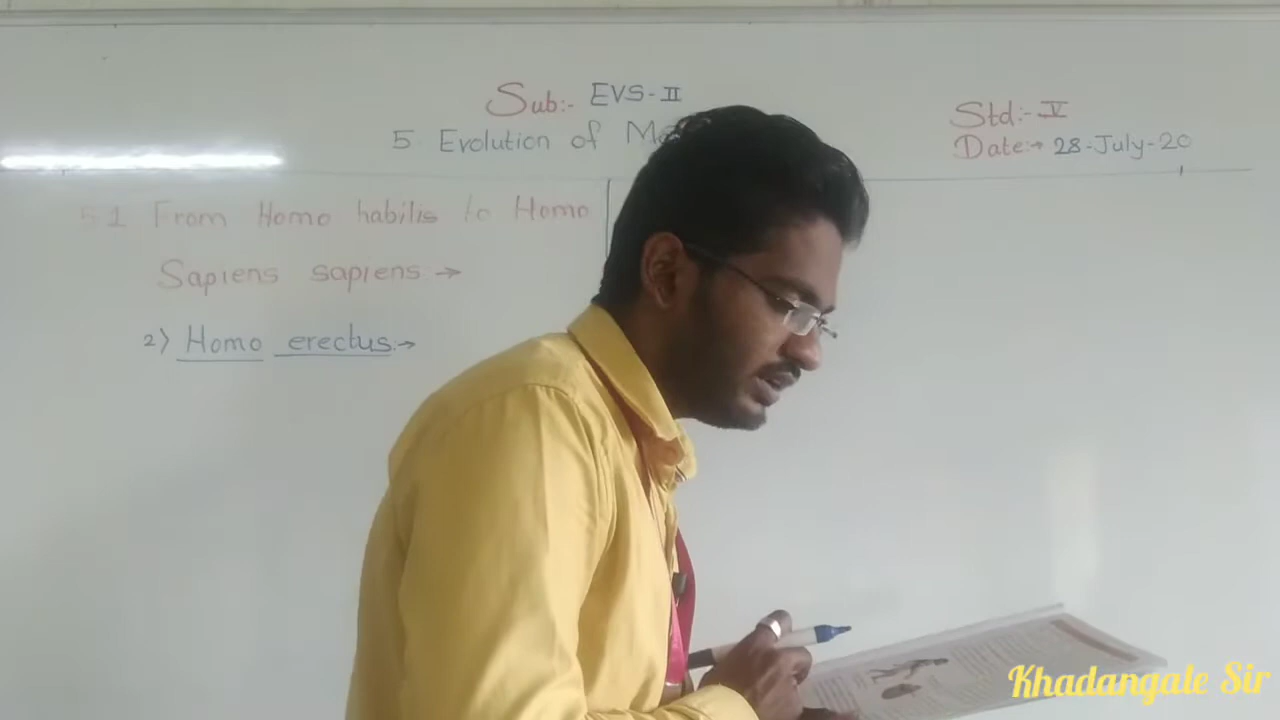 Sub:- EVS-II
5 Evolution of Ma
Std:- V
Date:→ 28-July-20
5.1 From Homo habilis to Homo
Sapiens sapiens:→
2) Homo erectus:→
Khadangale Sir